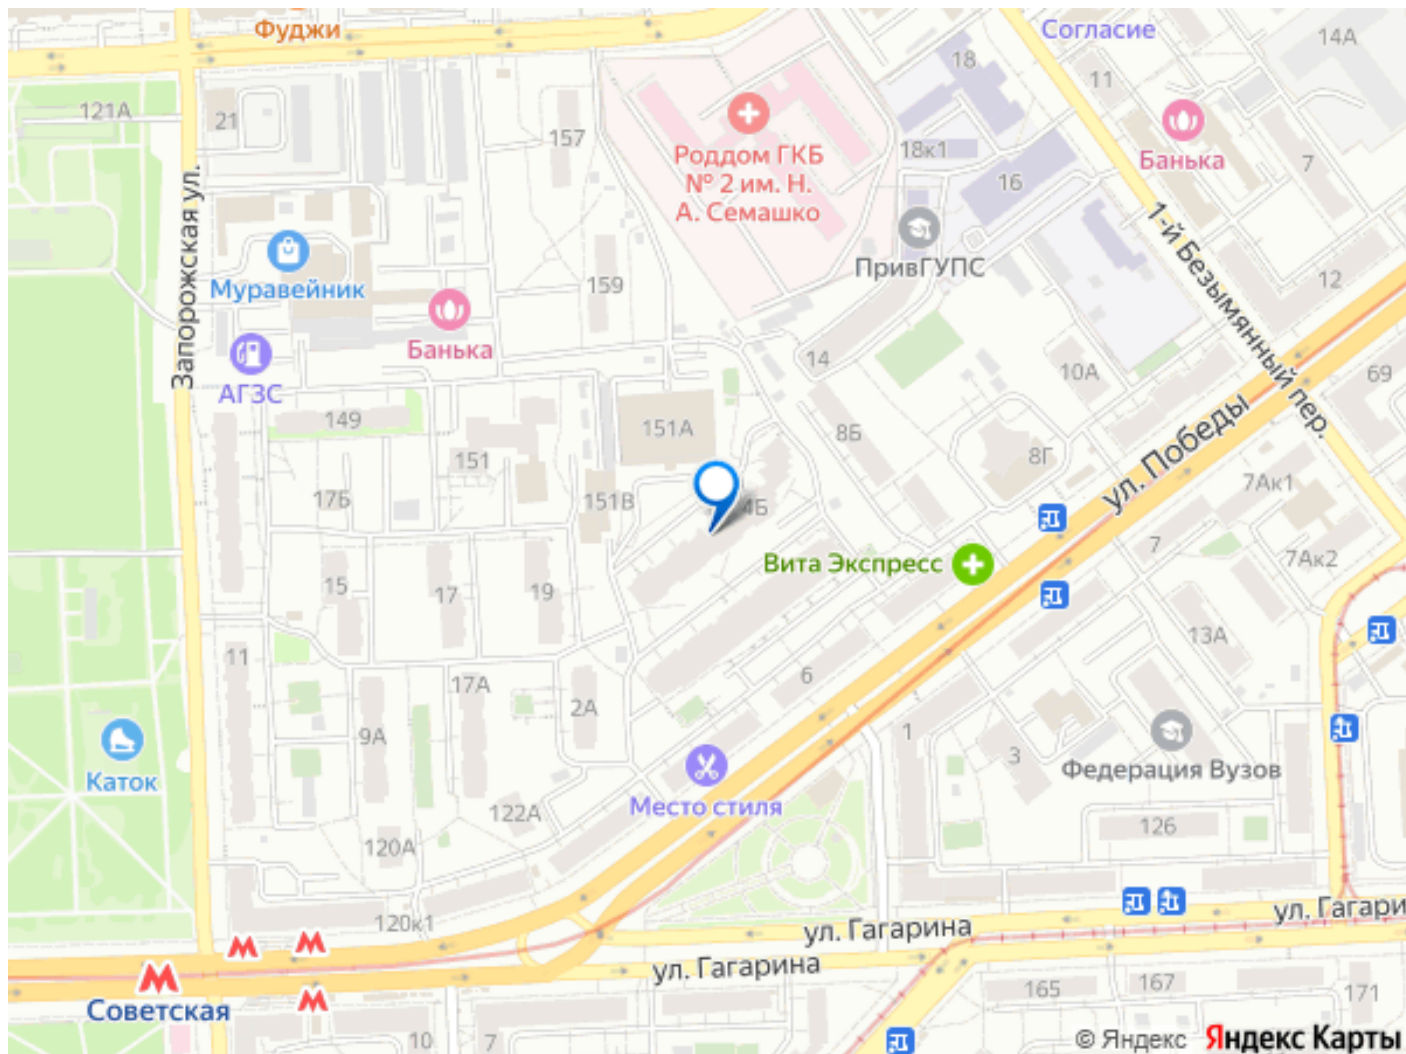 Фуджи
Согласие
14А
18
11
121А
21
157
Роддом ГКБ
№ 2 им. Н.
А. Семашко
18к1
16
Банька
7
Запорожская ул.
1-й Безымянный пер.
ПривГУПС
Муравейник
159
12
Банька
14
10А
69
АГЗС
149
151А
8Б
8Г
ул. Победы
151
17Б
151В
4Б
7Ак1
7
7Ак2
Вита Экспресс
15
17
19
13А
11
17А
2А
6
9А
1
3
Каток
Федерация Вузов
Место стиля
122А
126
120А
120к1
ул. Гагарина
ул. Гагари
ул. Гагарина
Советская
165
167
171
10
7
© Яндекс Яндекс Карты